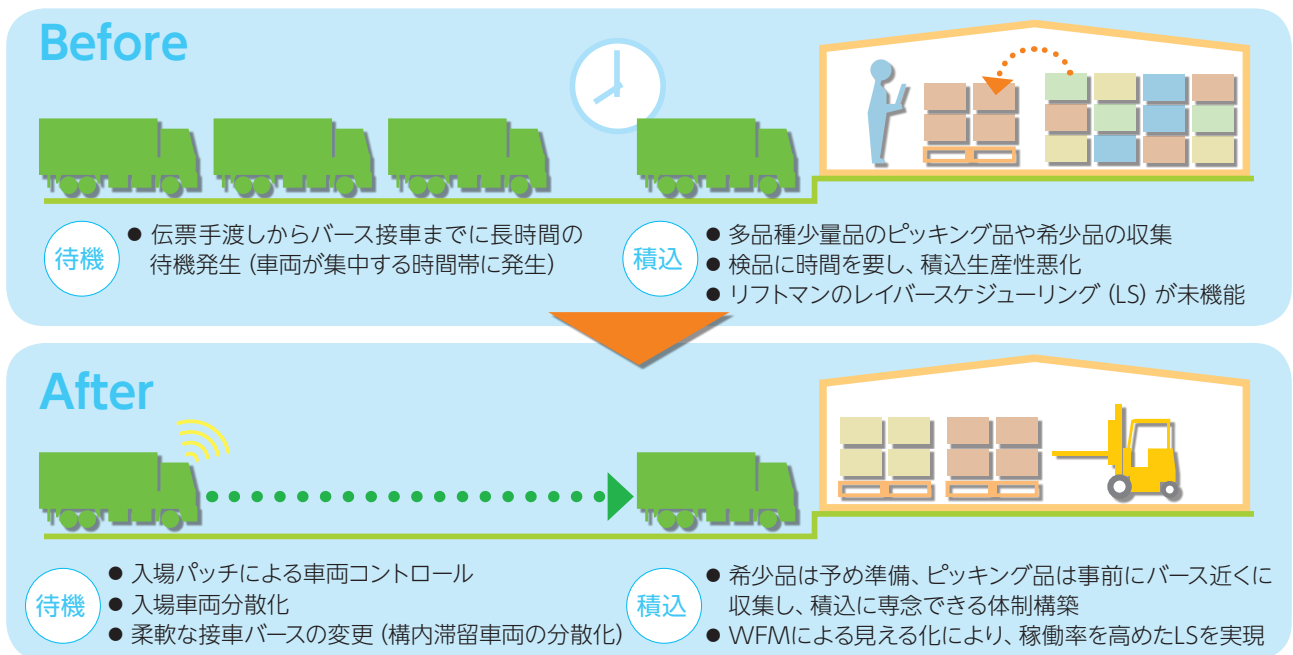 Before
待機
● 伝票手渡しからバース接車までに長時間の
待機発生 (車両が集中する時間帯に発生)
積込
● 多品種少量品のピッキング品や希少品の収集
● 検品に時間を要し、積込生産性悪化
● リフトマンのレイバースケジューリング (LS) が未機能
After
待機
● 入場パッチによる車両コントロール
● 入場車両分散化
● 柔軟な接車バースの変更 (構内滞留車両の分散化)
積込
● 希少品は予め準備、ピッキング品は事前にバース近くに
収集し、積込に専念できる体制構築
● WFMによる見える化により、稼働率を高めたLSを実現